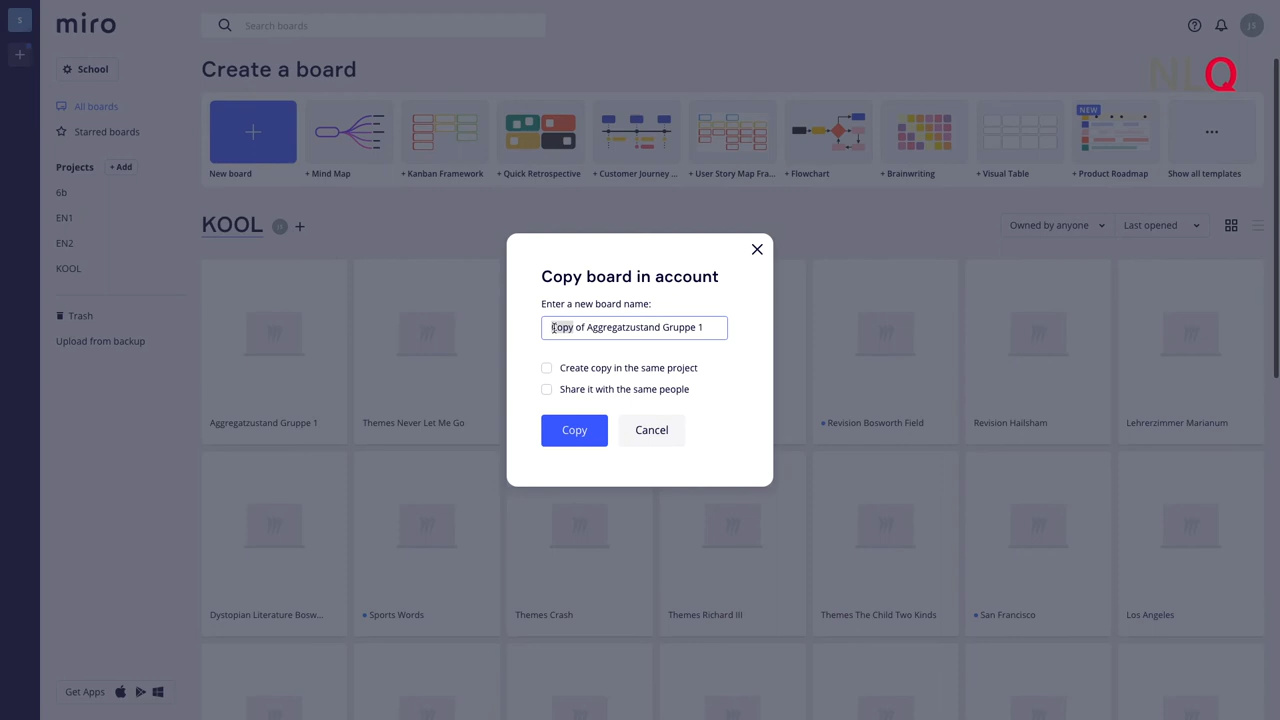 S
miro
Search boards
JS
School
Create a board
NLQ
All boards
Starred boards
NEW
Projects
+ Add
New board
+ Mind Map
+ Kanban Framework
+ Quick Retrospective
+ Customer Journey ...
+ User Story Map Fra...
+ Flowchart
+ Brainwriting
+ Visual Table
+ Product Roadmap
Show all templates
6b
EN1
EN2
KOOL
KOOL
Owned by anyone
Last opened
Trash
Upload from backup
Copy board in account
Enter a new board name:
Copy of Aggregatzustand Gruppe 1
Create copy in the same project
Share it with the same people
Copy
Cancel
Aggregatzustand Gruppe 1
Themes Never Let Me Go
Revision Bosworth Field
Revision Hailsham
Lehrerzimmer Marianum
Dystopian Literature Bosw...
Sports Words
Themes Crash
Themes Richard III
Themes The Child Two Kinds
San Francisco
Los Angeles
Get Apps